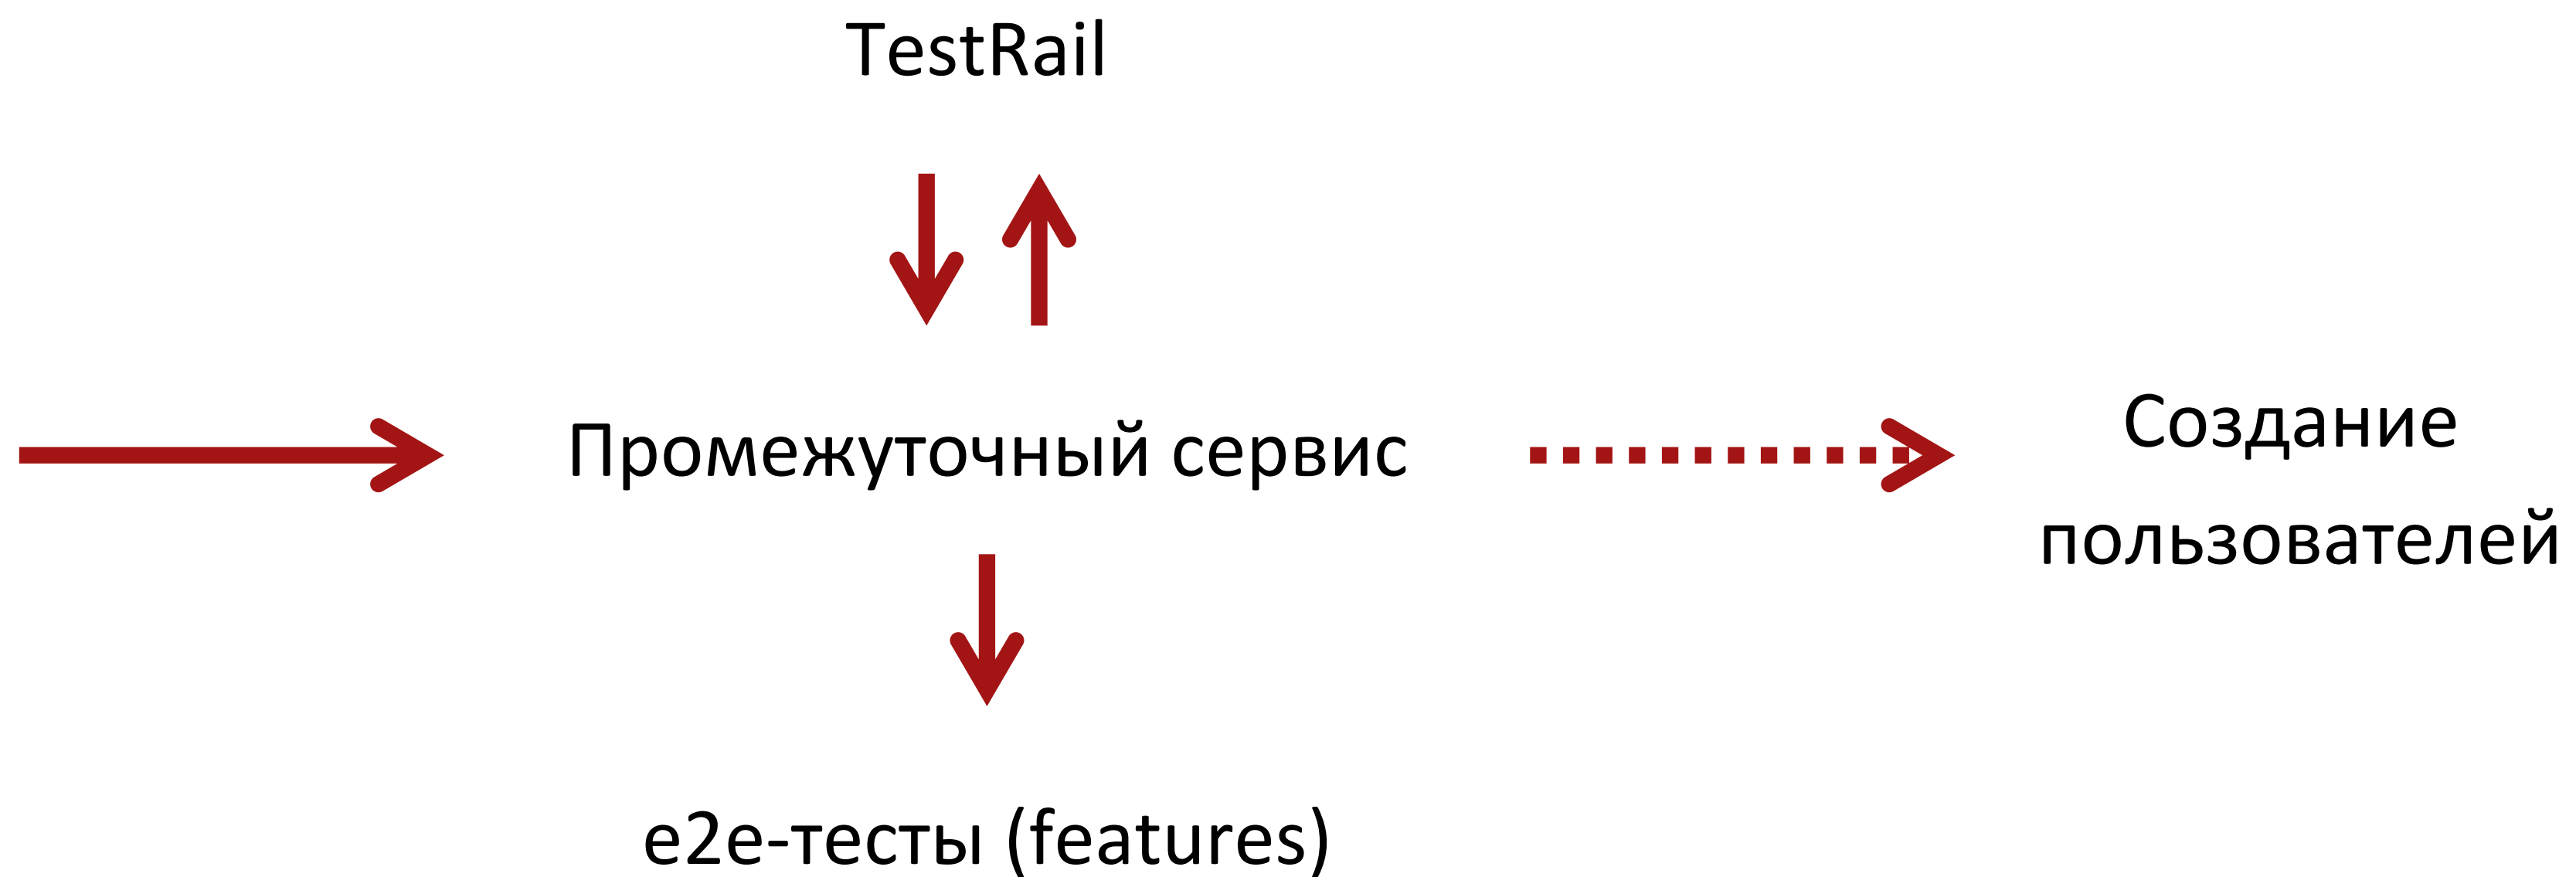 TestRail
Промежуточный сервис
Создание
пользователей
e2e-тесты (features)